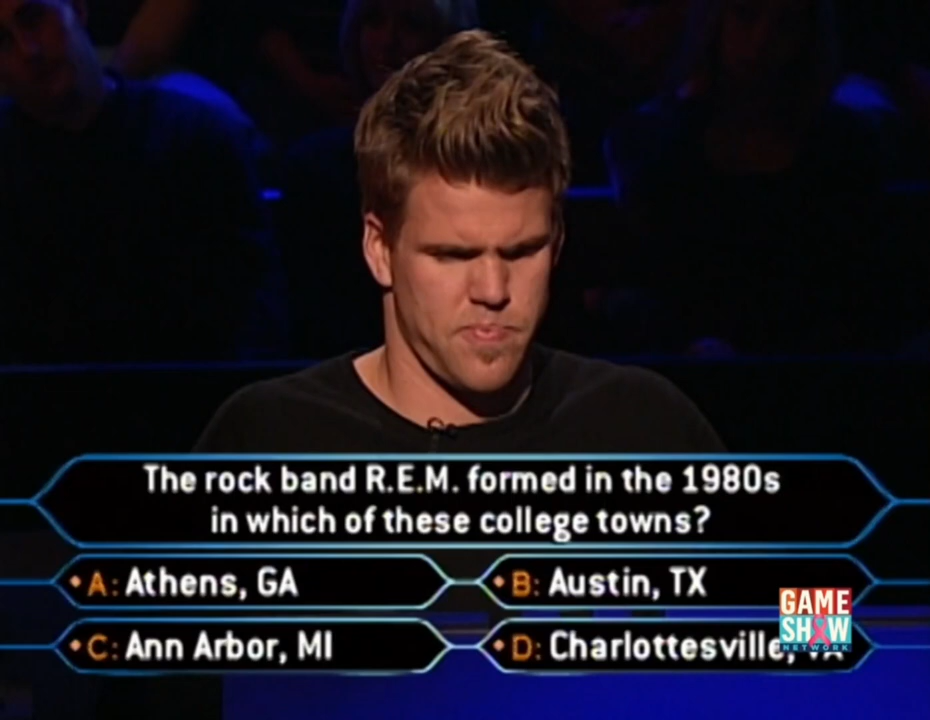 The rock band R.E.M. formed in the 1980s
in which of these college towns?
A: Athens, GA
B: Austin, TX
C: Ann Arbor, MI
D: Charlottesville,
GAME
SHOW
NETWORK